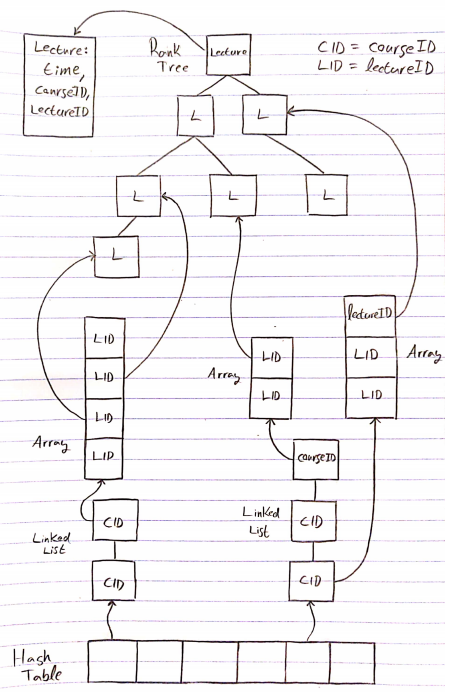 Lecture:
time,
CourseID,
LectureID
Rank
Tree
Lecture
CID = courseID
LID = lectureID
L
L
L
L
L
L
lectureID
LID
LID
Array
LID
LID
LID
LID
Array
LID
LID
Array
courseID
CID
CID
Linked
List
CID
CID
Linked
List
Hash
Table